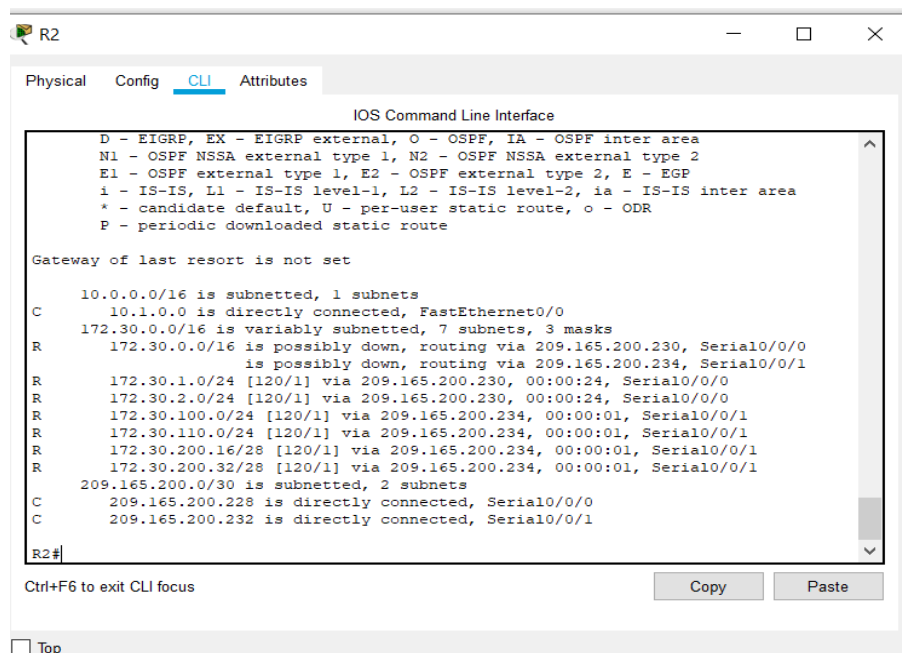 R2
Physical Config CLI Attributes
IOS Command Line Interface
D - EIGRP, EX - EIGRP external, O - OSPF, IA - OSPF inter area
N1 - OSPF NSSA external type 1, N2 - OSPF NSSA external type 2
E1 - OSPF external type 1, E2 - OSPF external type 2, E - EGP
i - IS-IS, L1 - IS-IS level-1, L2 - IS-IS level-2, ia - IS-IS inter area
* - candidate default, U - per-user static route, o - ODR
P - periodic downloaded static route
Gateway of last resort is not set
10.0.0.0/16 is subnetted, 1 subnets
C 10.1.0.0 is directly connected, FastEthernet0/0
172.30.0.0/16 is variably subnetted, 7 subnets, 3 masks
R 172.30.0.0/16 is possibly down, routing via 209.165.200.230, Serial0/0/0
is possibly down, routing via 209.165.200.234, Serial0/0/1
R 172.30.1.0/24 [120/1] via 209.165.200.230, 00:00:24, Serial0/0/0
R 172.30.2.0/24 [120/1] via 209.165.200.230, 00:00:24, Serial0/0/0
R 172.30.100.0/24 [120/1] via 209.165.200.234, 00:00:01, Serial0/0/1
R 172.30.110.0/24 [120/1] via 209.165.200.234, 00:00:01, Serial0/0/1
R 172.30.200.16/28 [120/1] via 209.165.200.234, 00:00:01, Serial0/0/1
R 172.30.200.32/28 [120/1] via 209.165.200.234, 00:00:01, Serial0/0/1
209.165.200.0/30 is subnetted, 2 subnets
C 209.165.200.228 is directly connected, Serial0/0/0
C 209.165.200.232 is directly connected, Serial0/0/1
R2#
Ctrl+F6 to exit CLI focus Copy Paste
Top